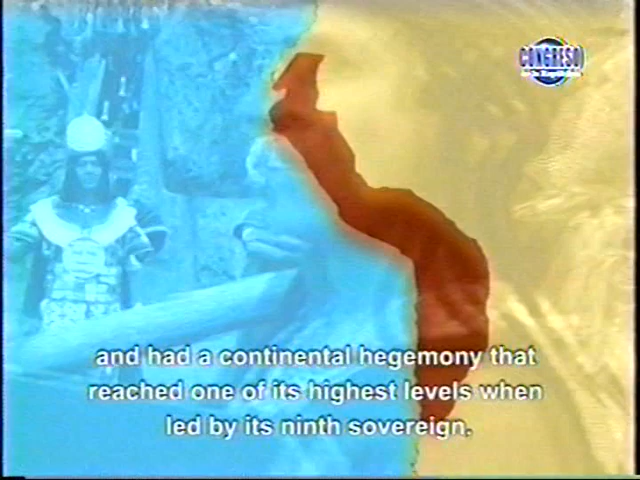 CONGRESO
and had a continental hegemony that
reached one of its highest levels when
led by its ninth sovereign.